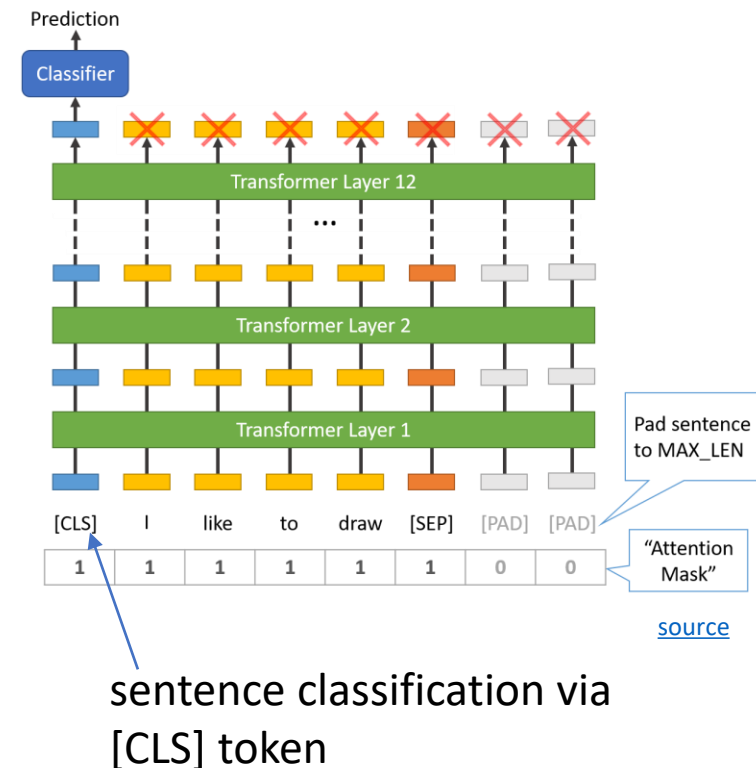 Prediction
Classifier
Transformer Layer 12
...
Transformer Layer 2
Transformer Layer 1
Pad sentence
to MAX_LEN
[CLS] I like to draw [SEP] [PAD] [PAD]
1 1 1 1 1 1 0 0
“Attention
Mask”
source
sentence classification via
[CLS] token